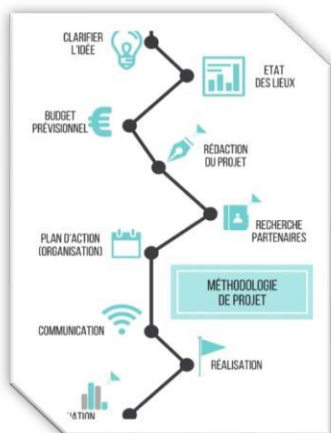 CLARIFIER
L'IDÉE
ETAT
DES LIEUX
BUDGET
PRÉVISIONNEL
RÉDACTION
DU PROJET
RECHERCHE
PARTENAIRES
PLAN D'ACTION
(ORGANISATION)
MÉTHODOLOGIE
DE PROJET
COMMUNICATION
RÉALISATION